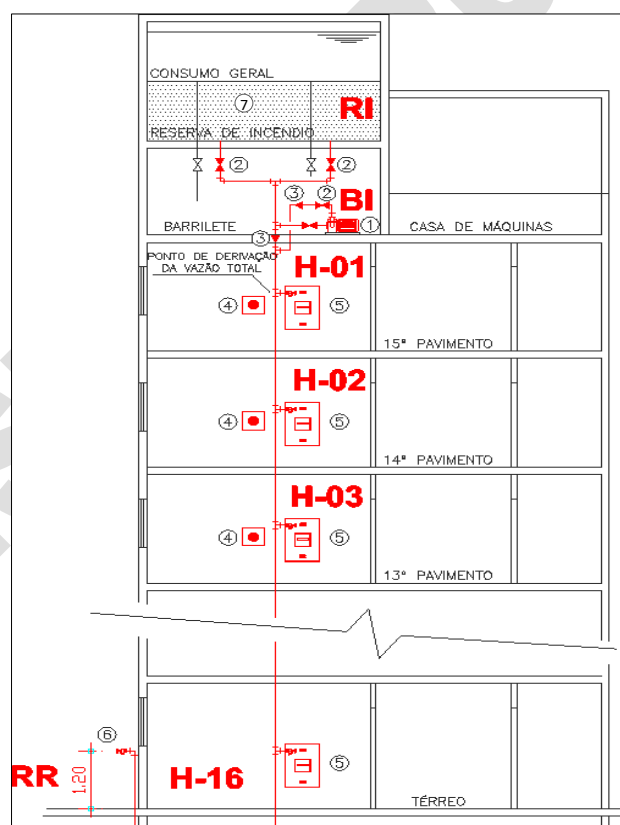 CONSUMO GERAL
7
RI
RESERVA DE INCENDIO
2
2
3
2
BI
1
BARRILETE
CASA DE MÁQUINAS
3
PONTO DE DERIVAÇÃO
DA VAZÃO TOTAL
H-01
4
5
15º PAVIMENTO
H-02
4
5
14º PAVIMENTO
H-03
4
5
13º PAVIMENTO
6
RR
1.20
H-16
5
TÉRREO